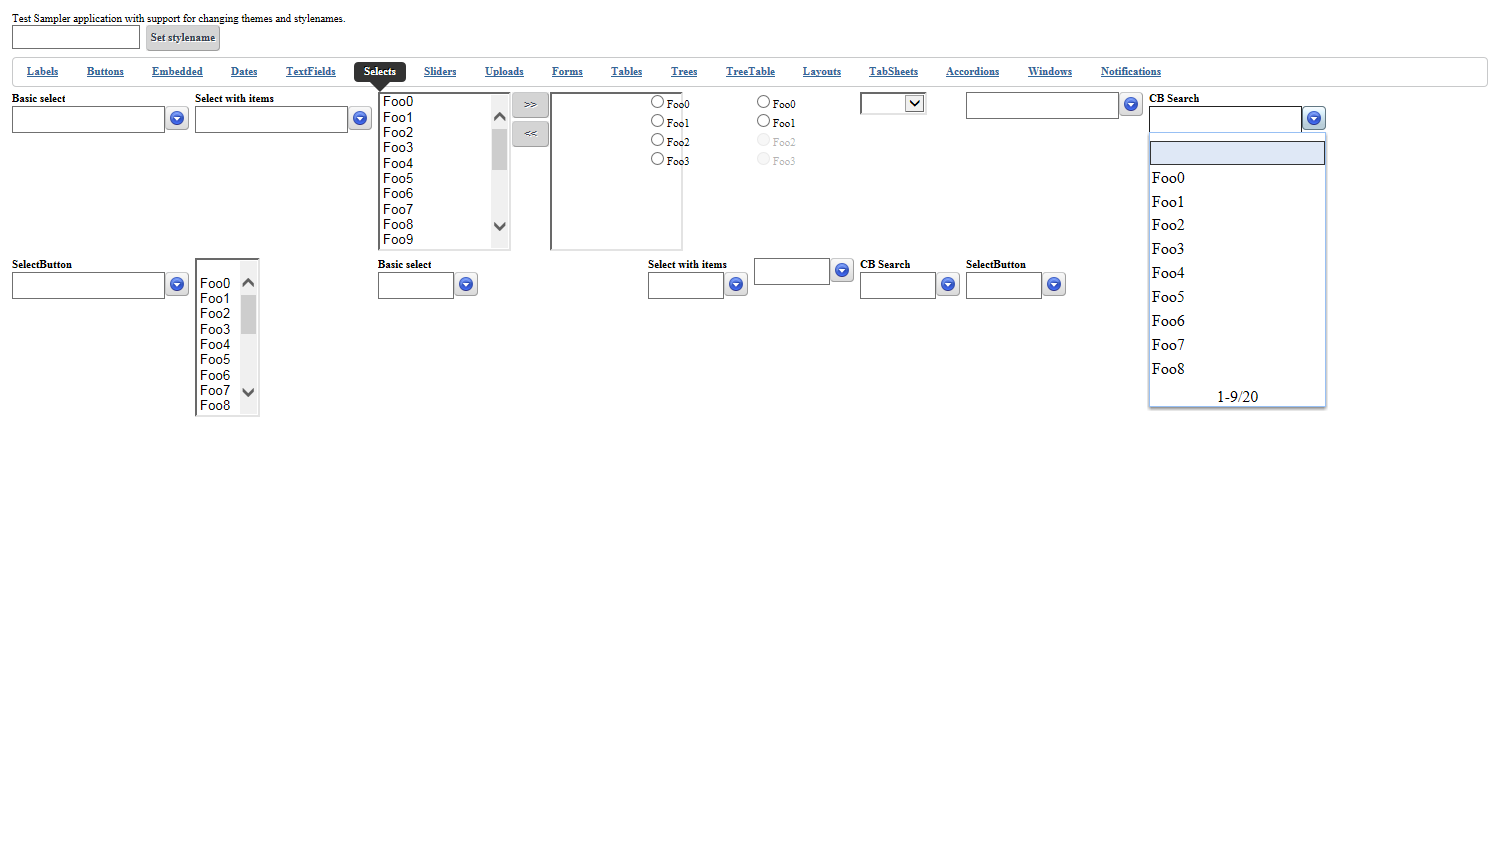 Test Sampler application with support for changing themes and stylenames.
Set stylename
Labels Buttons Embedded Dates TextFields Selects Sliders Uploads Forms Tables Trees TreeTable Layouts TabSheets Accordions Windows Notifications
Basic select
Select with items
Foo0
Foo1
Foo2
Foo3
Foo4
Foo5
Foo6
Foo7
Foo8
Foo9
>>
<<
Foo0
Foo1
Foo2
Foo3
Foo0
Foo1
Foo2
Foo3
CB Search
Foo0
Foo1
Foo2
Foo3
Foo4
Foo5
Foo6
Foo7
Foo8
1-9/20
SelectButton
Foo0
Foo1
Foo2
Foo3
Foo4
Foo5
Foo6
Foo7
Foo8
Basic select
Select with items
CB Search
SelectButton